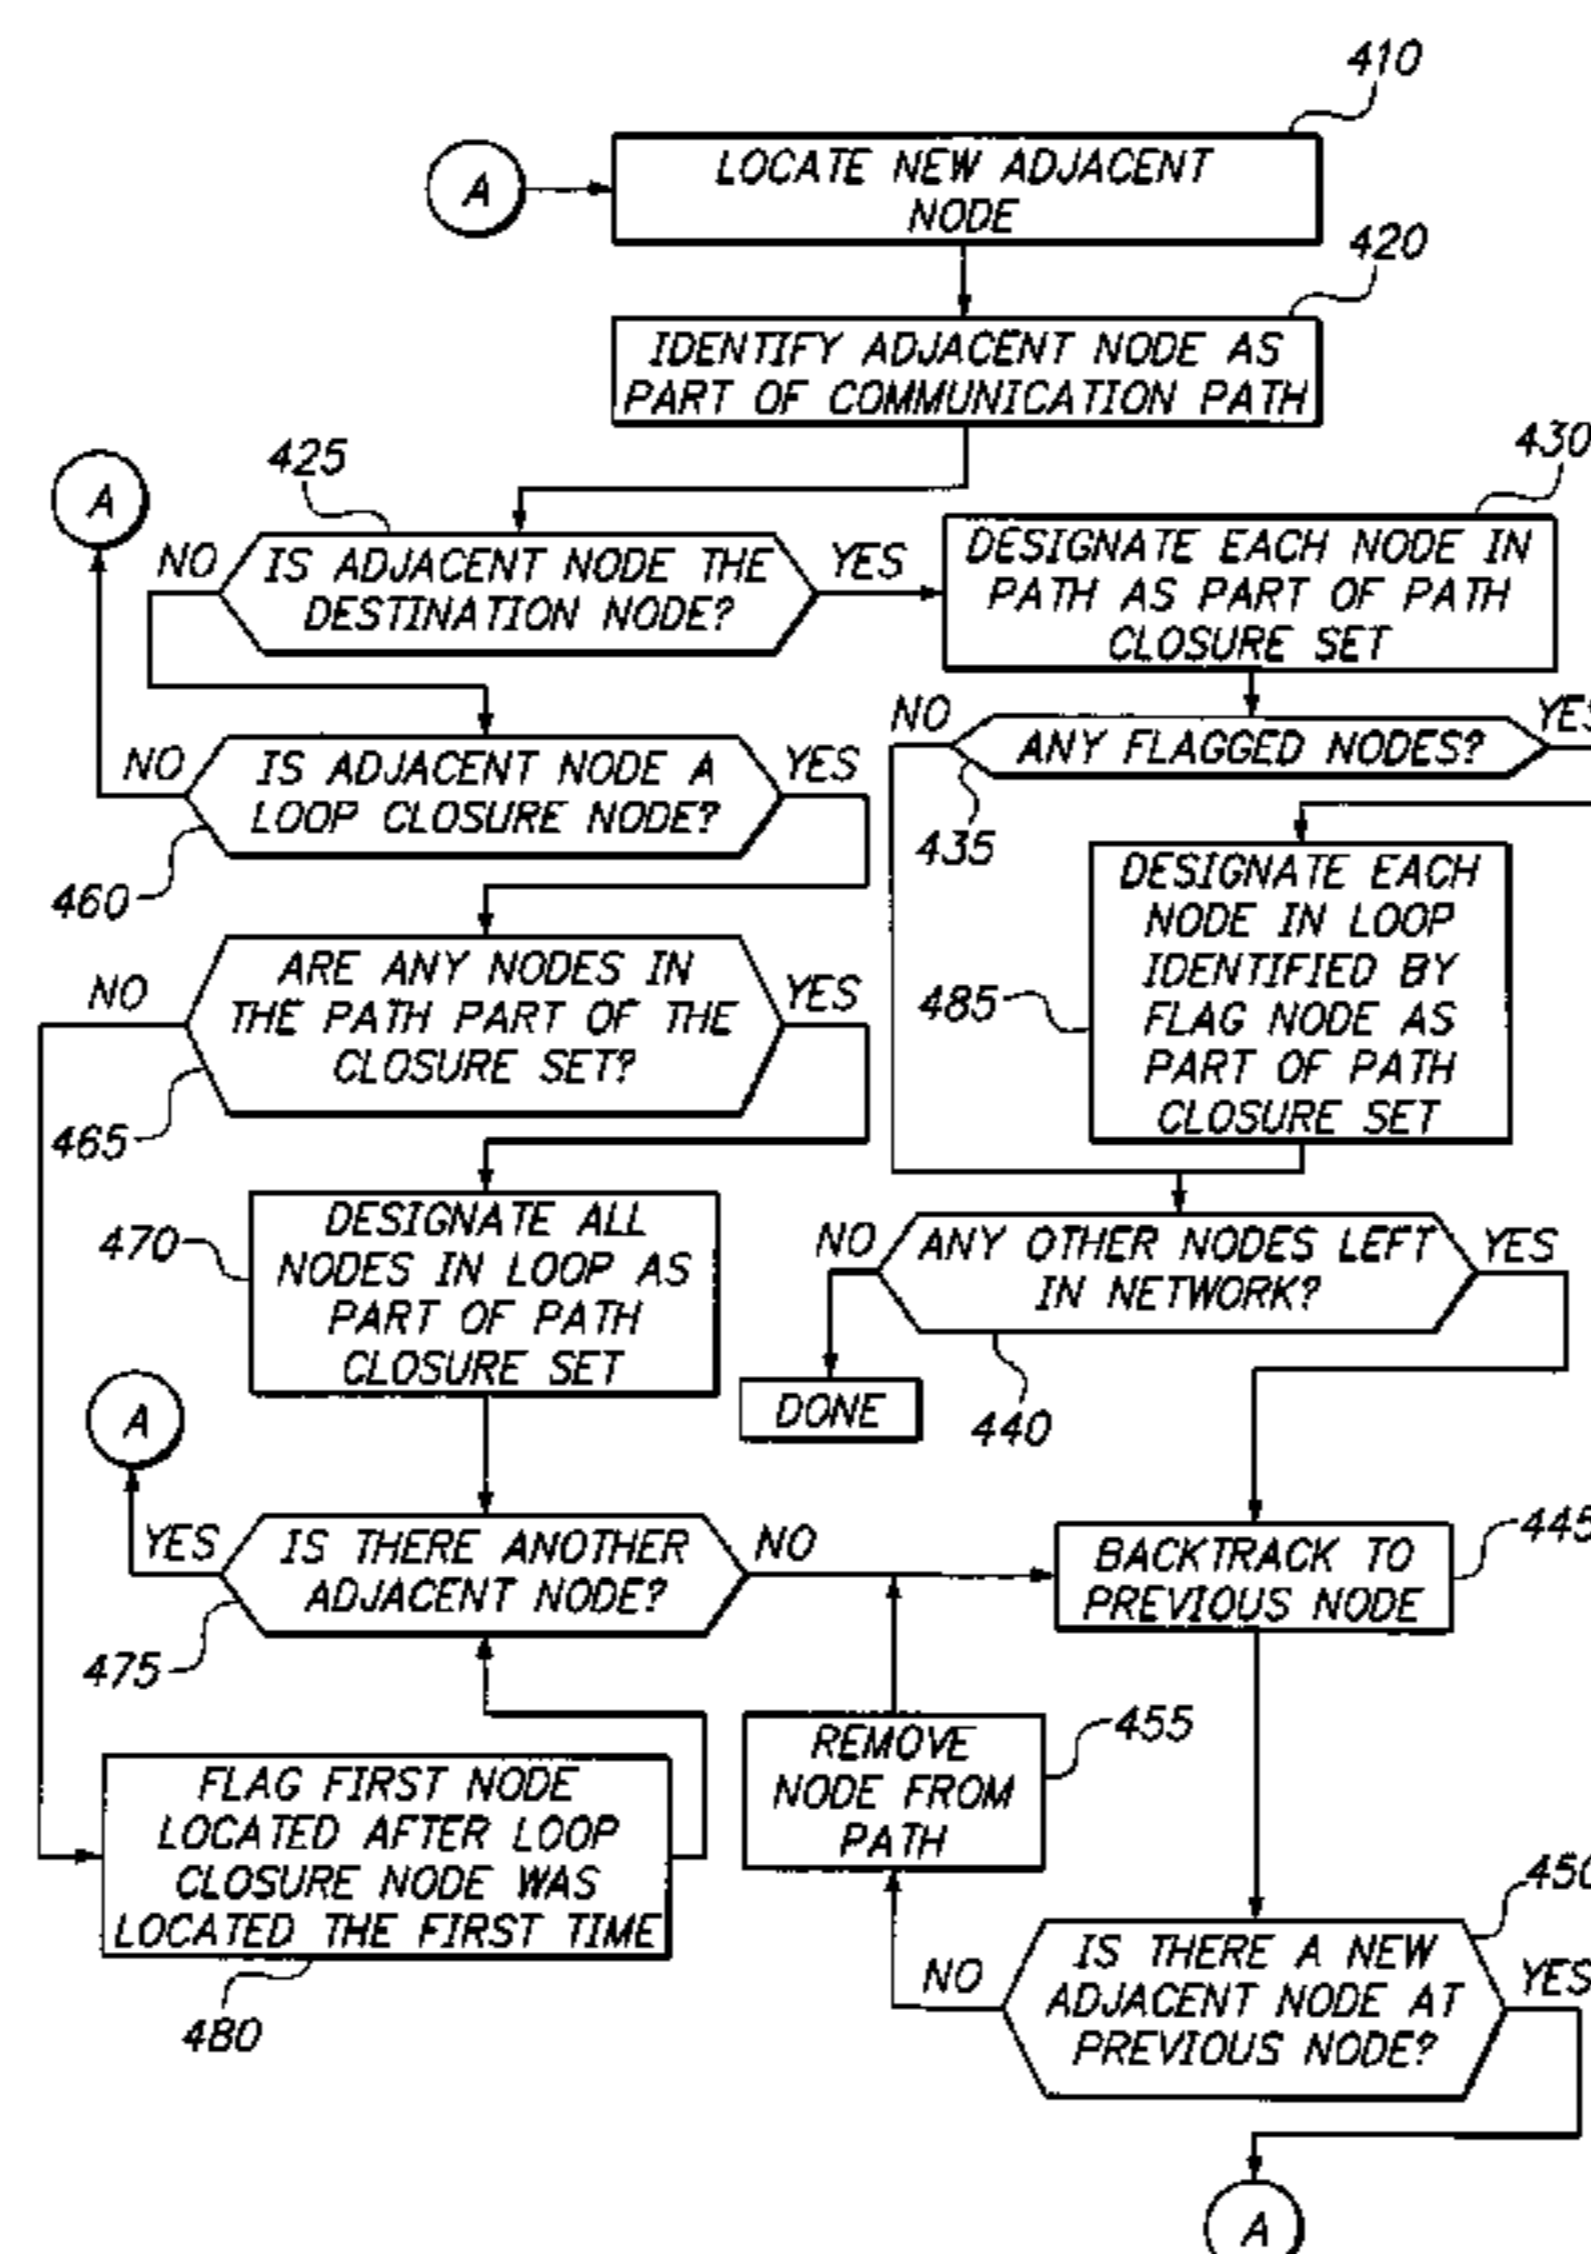 410
A
LOCATE NEW ADJACENT
NODE
420
IDENTIFY ADJACENT NODE AS
PART OF COMMUNICATION PATH
A
425
430
NO
IS ADJACENT NODE THE
DESTINATION NODE?
YES
DESIGNATE EACH NODE IN
PATH AS PART OF PATH
CLOSURE SET
NO
ANY FLAGGED NODES?
YES
435
NO
IS ADJACENT NODE A
LOOP CLOSURE NODE?
YES
460
DESIGNATE EACH
NODE IN LOOP
IDENTIFIED BY
FLAG NODE AS
PART OF PATH
CLOSURE SET
485
NO
ARE ANY NODES IN
THE PATH PART OF THE
CLOSURE SET?
YES
465
470
DESIGNATE ALL
NODES IN LOOP AS
PART OF PATH
CLOSURE SET
NO
ANY OTHER NODES LEFT
IN NETWORK?
YES
DONE
440
A
YES
IS THERE ANOTHER
ADJACENT NODE?
NO
475
BACKTRACK TO
PREVIOUS NODE
445
REMOVE
NODE FROM
PATH
455
FLAG FIRST NODE
LOCATED AFTER LOOP
CLOSURE NODE WAS
LOCATED THE FIRST TIME
480
450
NO
IS THERE A NEW
ADJACENT NODE AT
PREVIOUS NODE?
YES
A